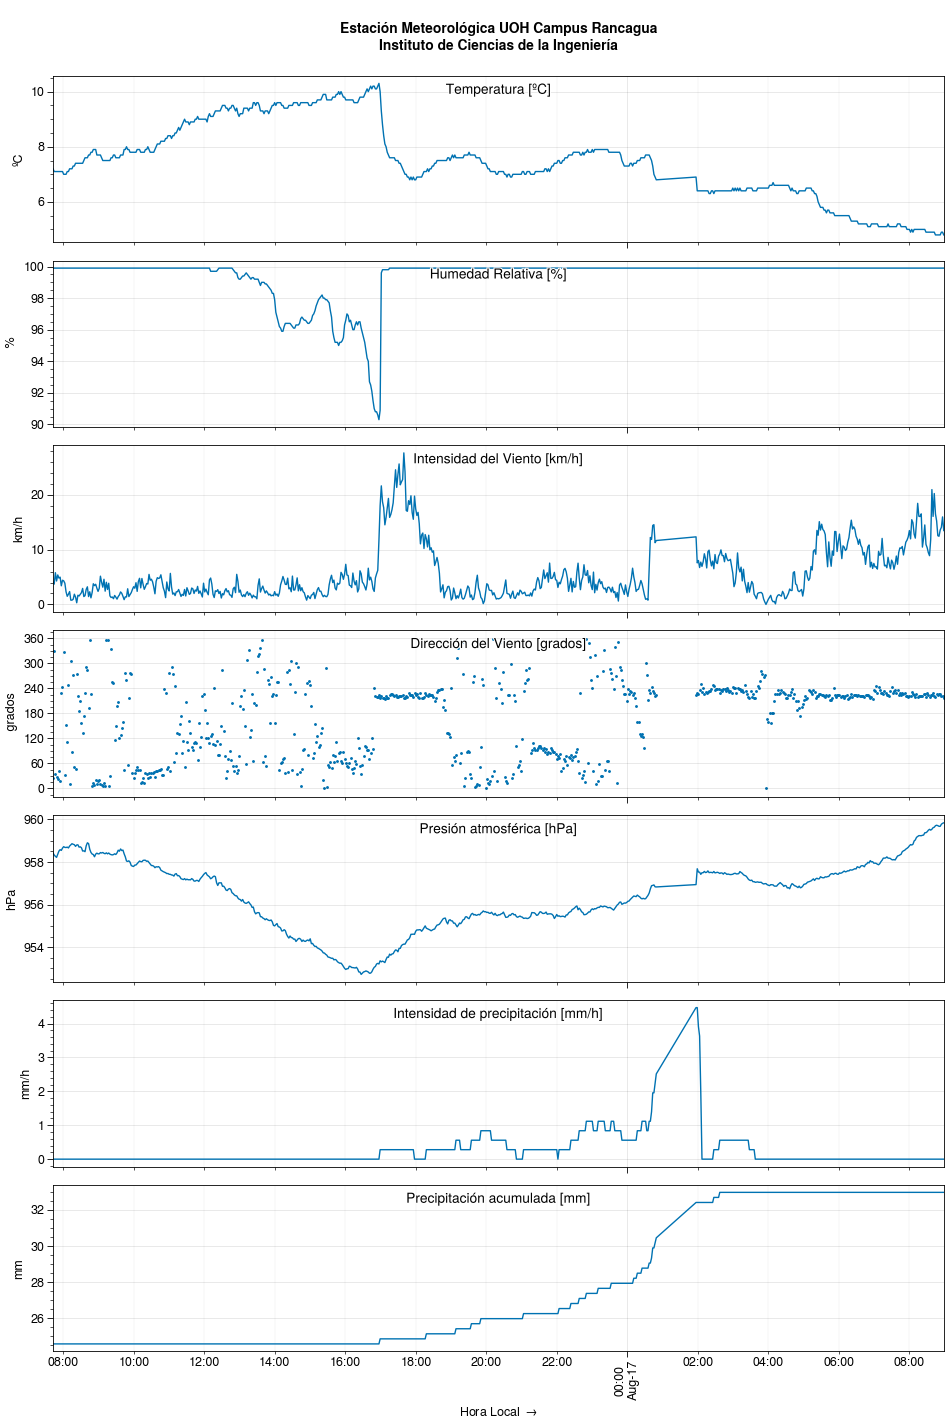 Estación Meteorológica UOH Campus Rancagua
Instituto de Ciencias de la Ingeniería
Temperatura [ºC]
ºC
10
8
6
Humedad Relativa [%]
%
100
98
96
94
92
90
Intensidad del Viento [km/h]
km/h
20
10
0
Dirección del Viento [grados]
grados
360
300
240
180
120
60
0
Presión atmosférica [hPa]
hPa
960
958
956
954
Intensidad de precipitación [mm/h]
mm/h
4
3
2
1
0
Precipitación acumulada [mm]
mm
32
30
28
26
08:00 10:00 12:00 14:00 16:00 18:00 20:00 22:00 00:00 02:00 04:00 06:00 08:00
Aug-17
Hora Local →